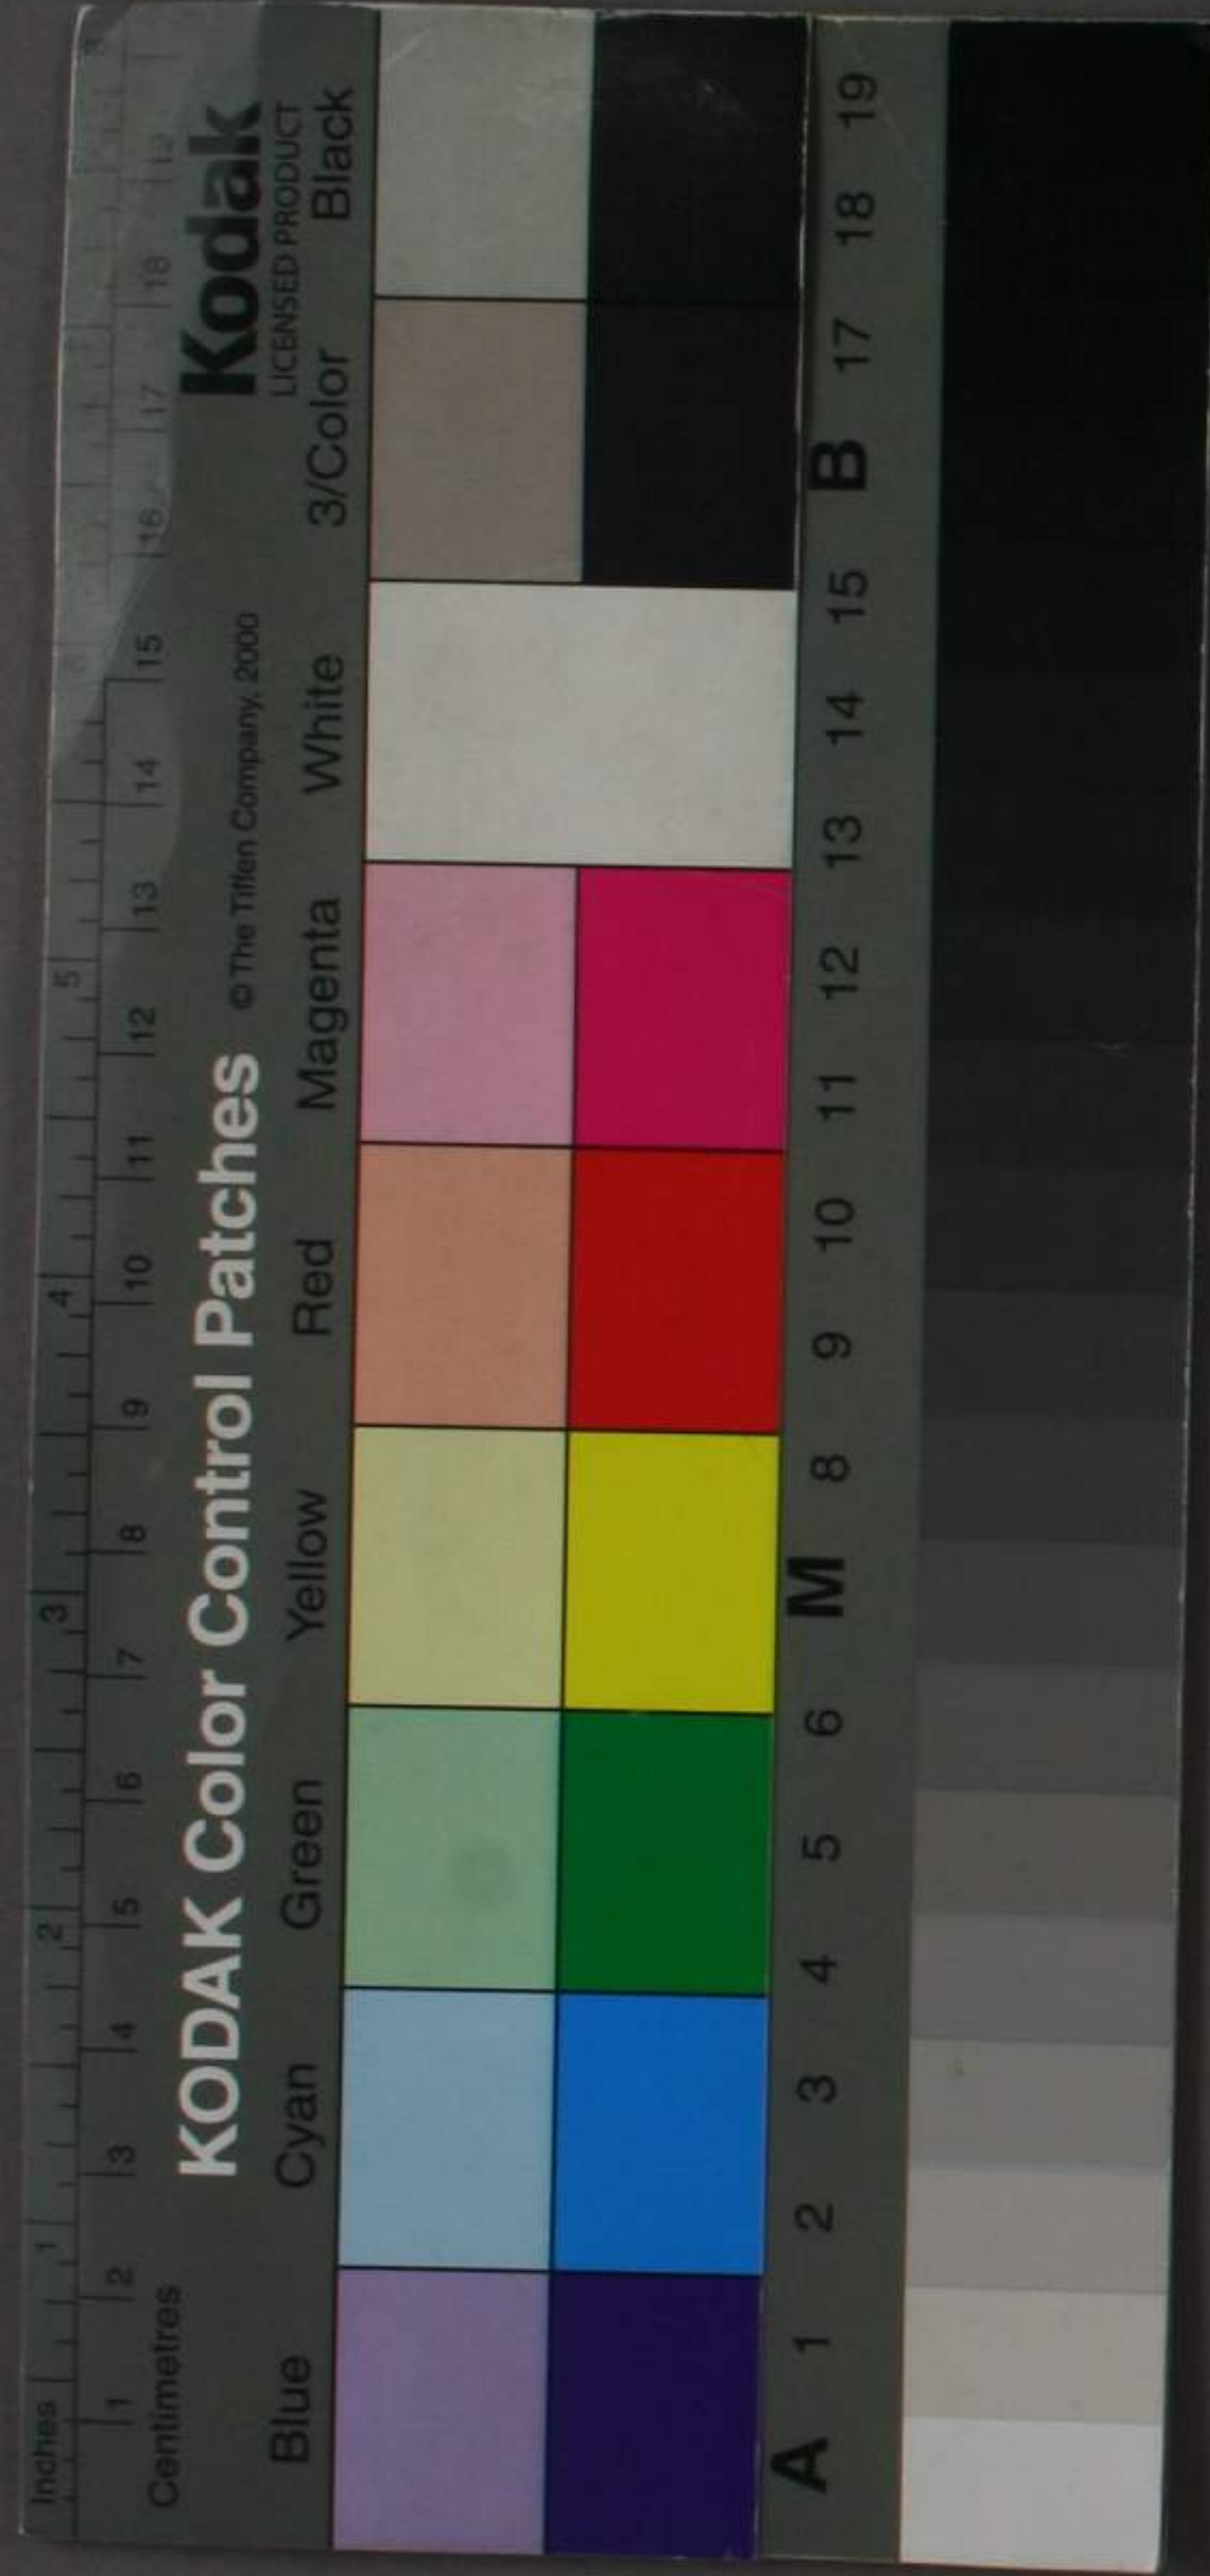 Inches 1 2 3 4 5
Centimetres 1 2 3 4 5 6 7 8 9 10 11 12 13 14 15 16 17 18
KODAK Color Control Patches © The Tiffen Company, 2000 Kodak
LICENSED PRODUCT
Blue Cyan Green Yellow Red Magenta White 3/Color Black
A 1 2 3 4 5 6 M 8 9 10 11 12 13 14 15 B 17 18 19